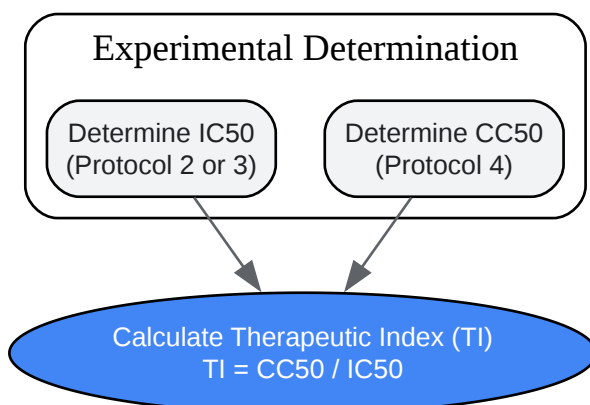 Experimental Determination
Determine IC50
(Protocol 2 or 3)
Determine CC50
(Protocol 4)
Calculate Therapeutic Index (TI)
TI = CC50 / IC50